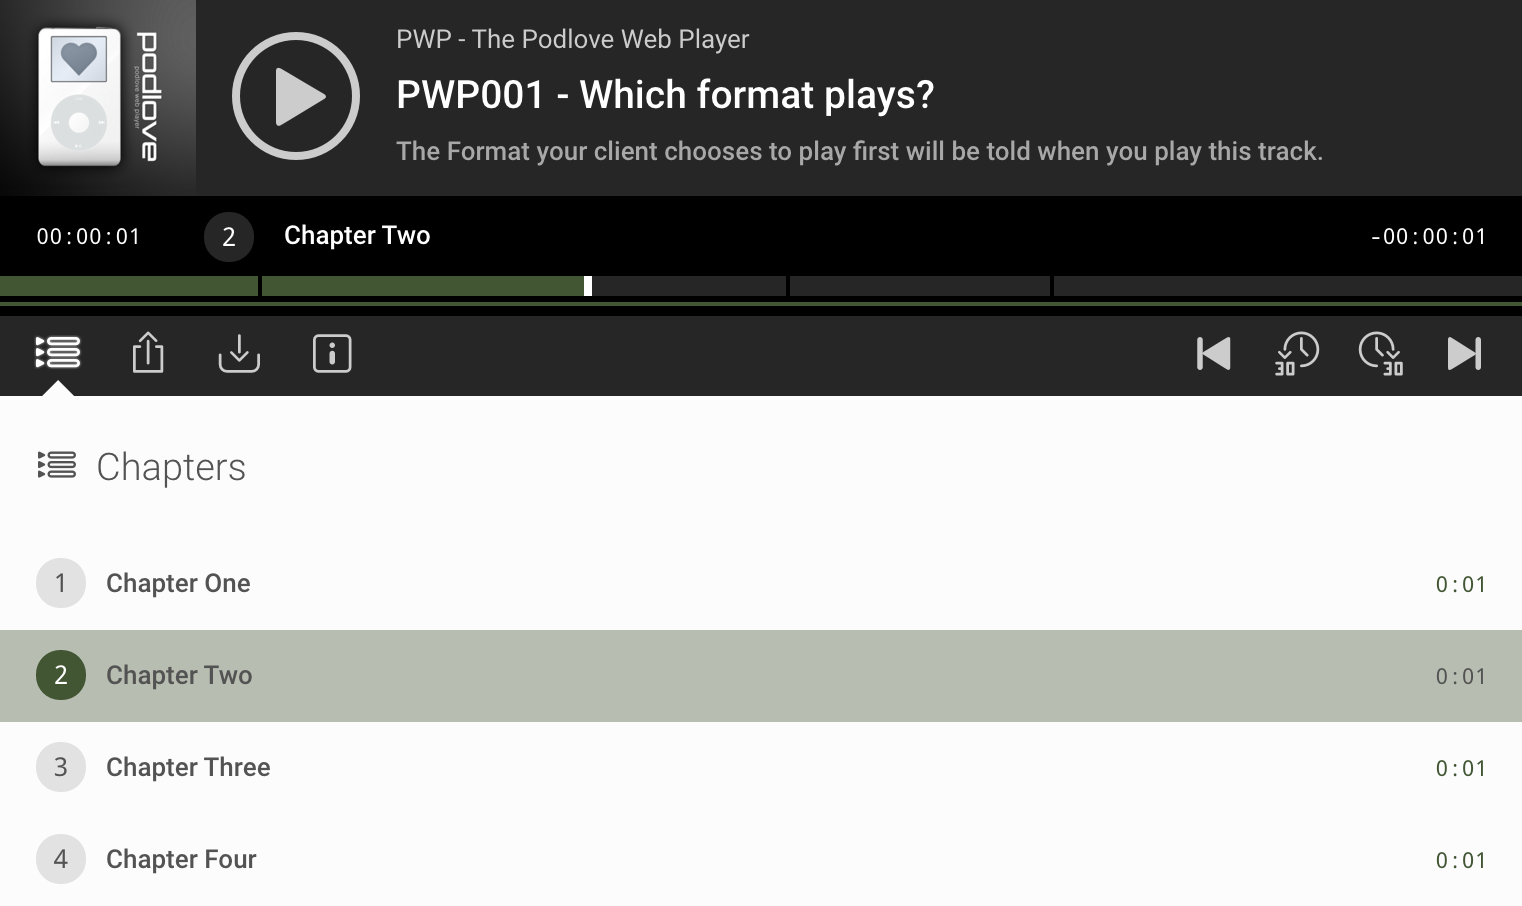 podlove
podlove web player
PWP - The Podlove Web Player
PWP001 - Which format plays?
The Format your client chooses to play first will be told when you play this track.
00:00:01 2 Chapter Two -00:00:01
30 30
Chapters
1 Chapter One 0:01
2 Chapter Two 0:01
3 Chapter Three 0:01
4 Chapter Four 0:01